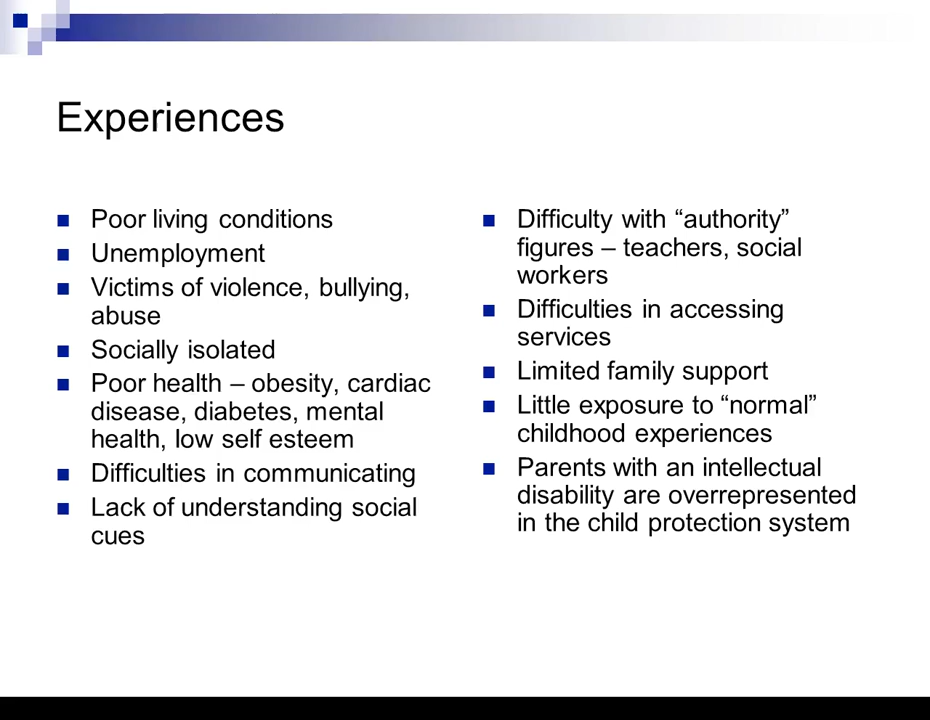 Experiences
Poor living conditions
Unemployment
Victims of violence, bullying,
abuse
Socially isolated
Poor health – obesity, cardiac
disease, diabetes, mental
health, low self esteem
Difficulties in communicating
Lack of understanding social
cues
Difficulty with “authority”
figures – teachers, social
workers
Difficulties in accessing
services
Limited family support
Little exposure to “normal”
childhood experiences
Parents with an intellectual
disability are overrepresented
in the child protection system